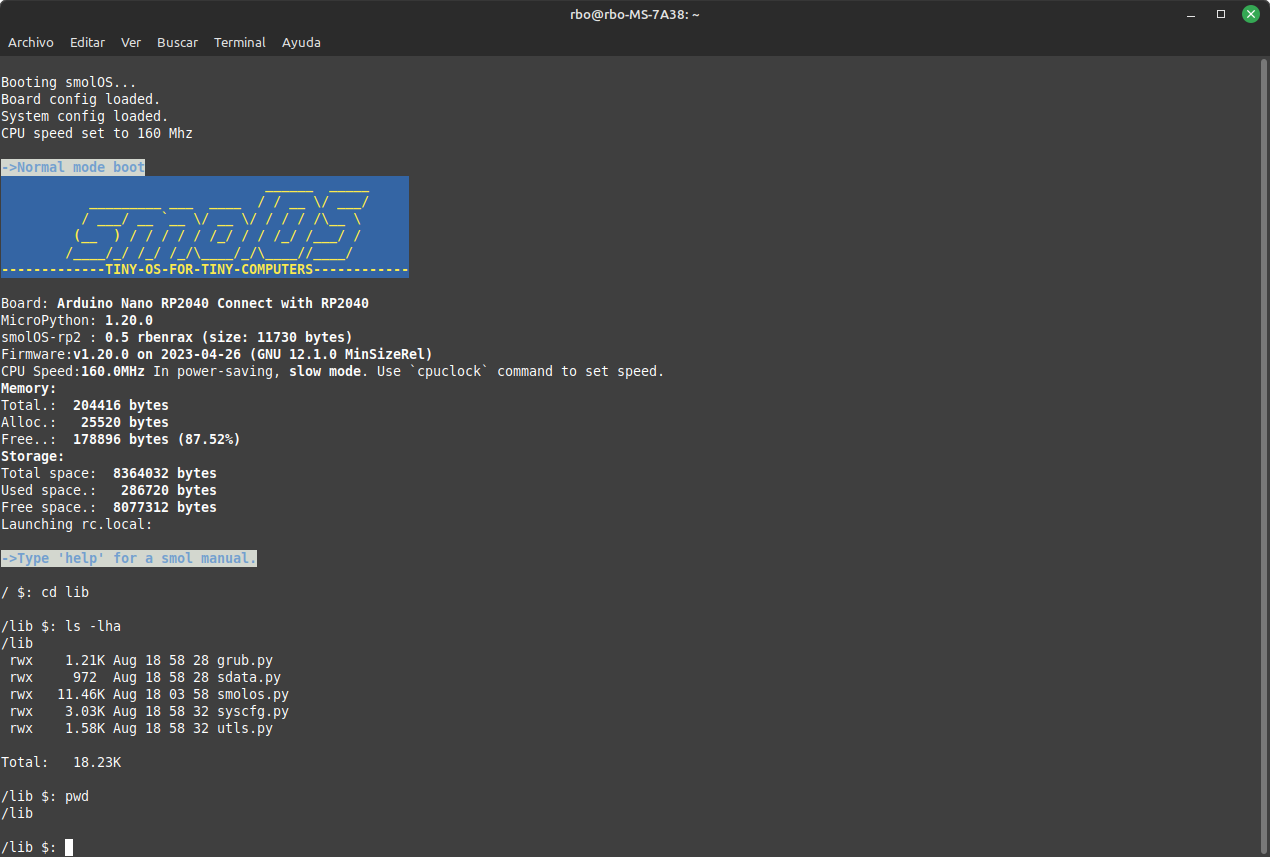 rbo@rbo-MS-7A38: ~
Archivo Editar Ver Buscar Terminal Ayuda
Booting smolOS...
Board config loaded.
System config loaded.
CPU speed set to 160 Mhz
->Normal mode boot
smolOS
-------------TINY-OS-FOR-TINY-COMPUTERS------------
Board: Arduino Nano RP2040 Connect with RP2040
MicroPython: 1.20.0
smolOS-rp2 : 0.5 rbenrax (size: 11730 bytes)
Firmware:v1.20.0 on 2023-04-26 (GNU 12.1.0 MinSizeRel)
CPU Speed:160.0MHz In power-saving, slow mode. Use `cpuclock` command to set speed.
Memory:
Total.:  204416 bytes
Alloc.:   25520 bytes
Free..:  178896 bytes (87.52%)
Storage:
Total space:  8364032 bytes
Used space.:   286720 bytes
Free space.:  8077312 bytes
Launching rc.local:
->Type 'help' for a smol manual.
/ $: cd lib
/lib $: ls -lha
/lib
rwx    1.21K Aug 18 58 28 grub.py
rwx     972  Aug 18 58 28 sdata.py
rwx   11.46K Aug 18 03 58 smolos.py
rwx    3.03K Aug 18 58 32 syscfg.py
rwx    1.58K Aug 18 58 32 utls.py
Total:   18.23K
/lib $: pwd
/lib
/lib $: